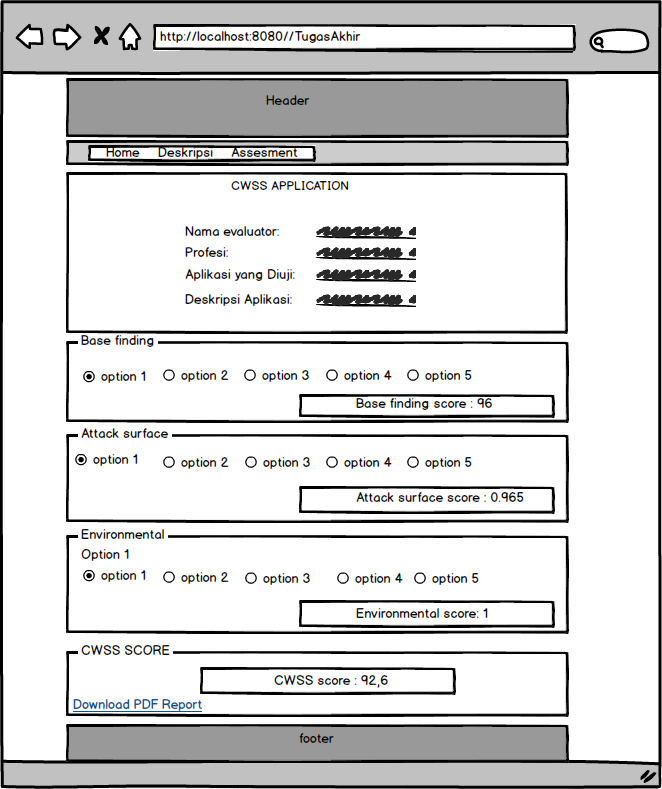 http://localhost:8080//TugasAkhir
Header
Home Deskripsi Assesment
CWSS APPLICATION
Nama evaluator:
Profesi:
Aplikasi yang Diuji:
Deskripsi Aplikasi:
Base finding
option 1 option 2 option 3 option 4 option 5
Base finding score : 96
Attack surface
option 1 option 2 option 3 option 4 option 5
Attack surface score : 0.965
Environmental
Option 1
option 1 option 2 option 3 option 4 option 5
Environmental score: 1
CWSS SCORE
CWSS score : 92,6
Download PDF Report
footer